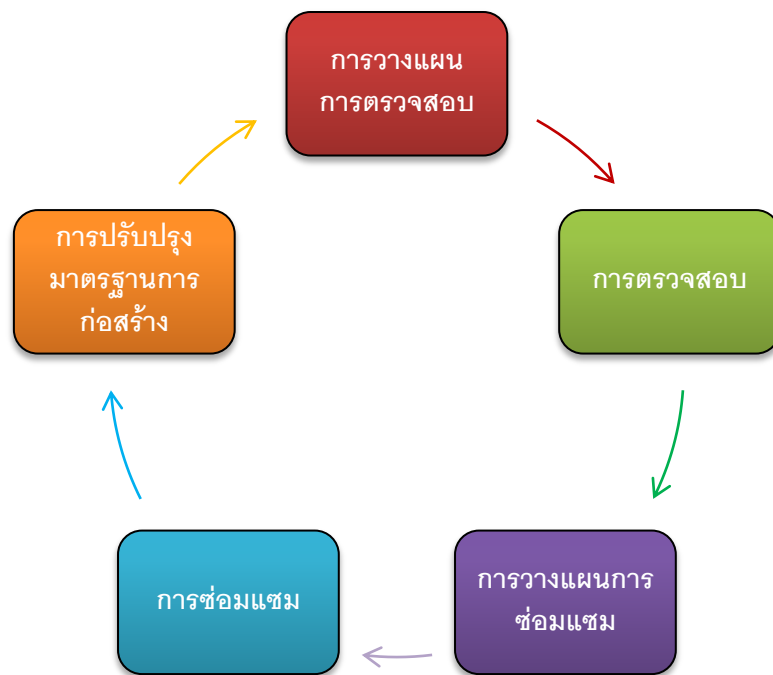 การวางแผน
การตรวจสอบ
การตรวจสอบ
การวางแผนการ
ซ่อมแซม
การซ่อมแซม
การปรับปรุง
มาตรฐานการ
ก่อสร้าง